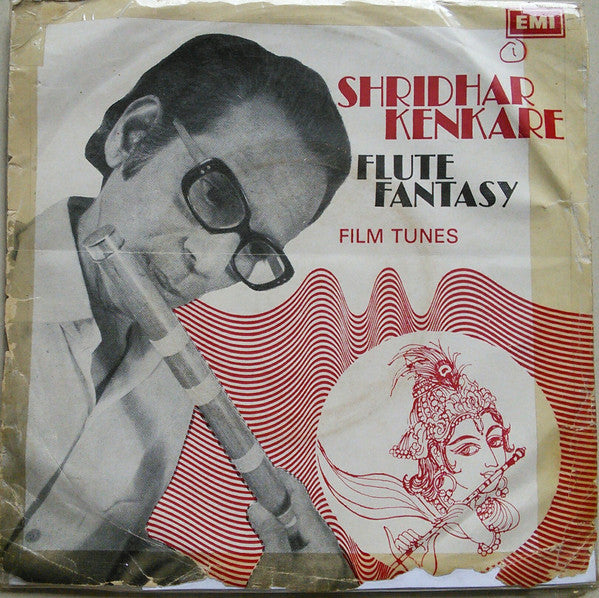 EMI
i
SHRIDHAR
KENKARE
FLUTE
FANTASY
FILM TUNES